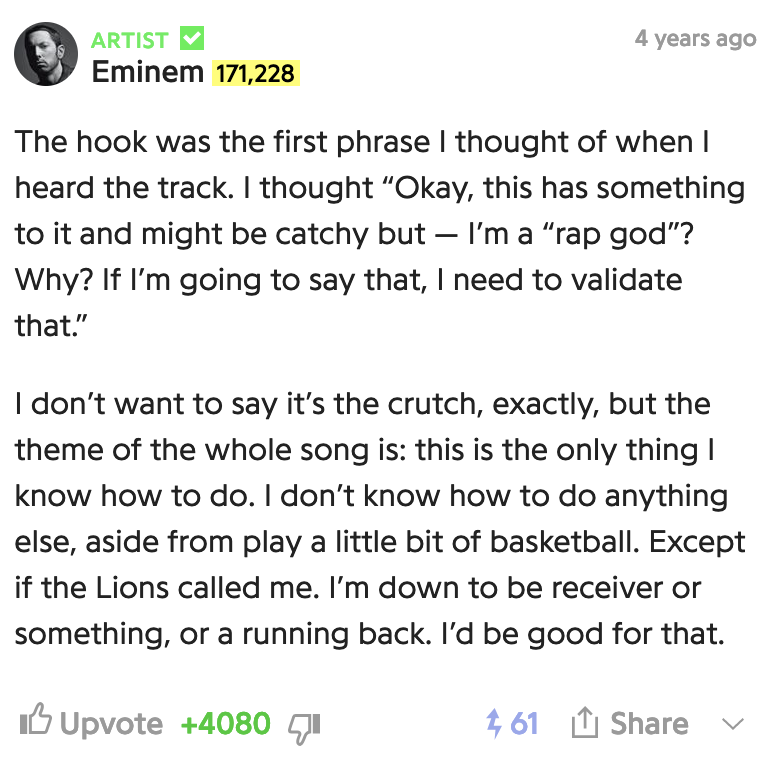 ARTIST
4 years ago
Eminem 171,228
The hook was the first phrase I thought of when I
heard the track. I thought “Okay, this has something
to it and might be catchy but — I’m a “rap god”?
Why? If I’m going to say that, I need to validate
that.”
I don’t want to say it’s the crutch, exactly, but the
theme of the whole song is: this is the only thing I
know how to do. I don’t know how to do anything
else, aside from play a little bit of basketball. Except
if the Lions called me. I’m down to be receiver or
something, or a running back. I’d be good for that.
Upvote +4080 61 Share